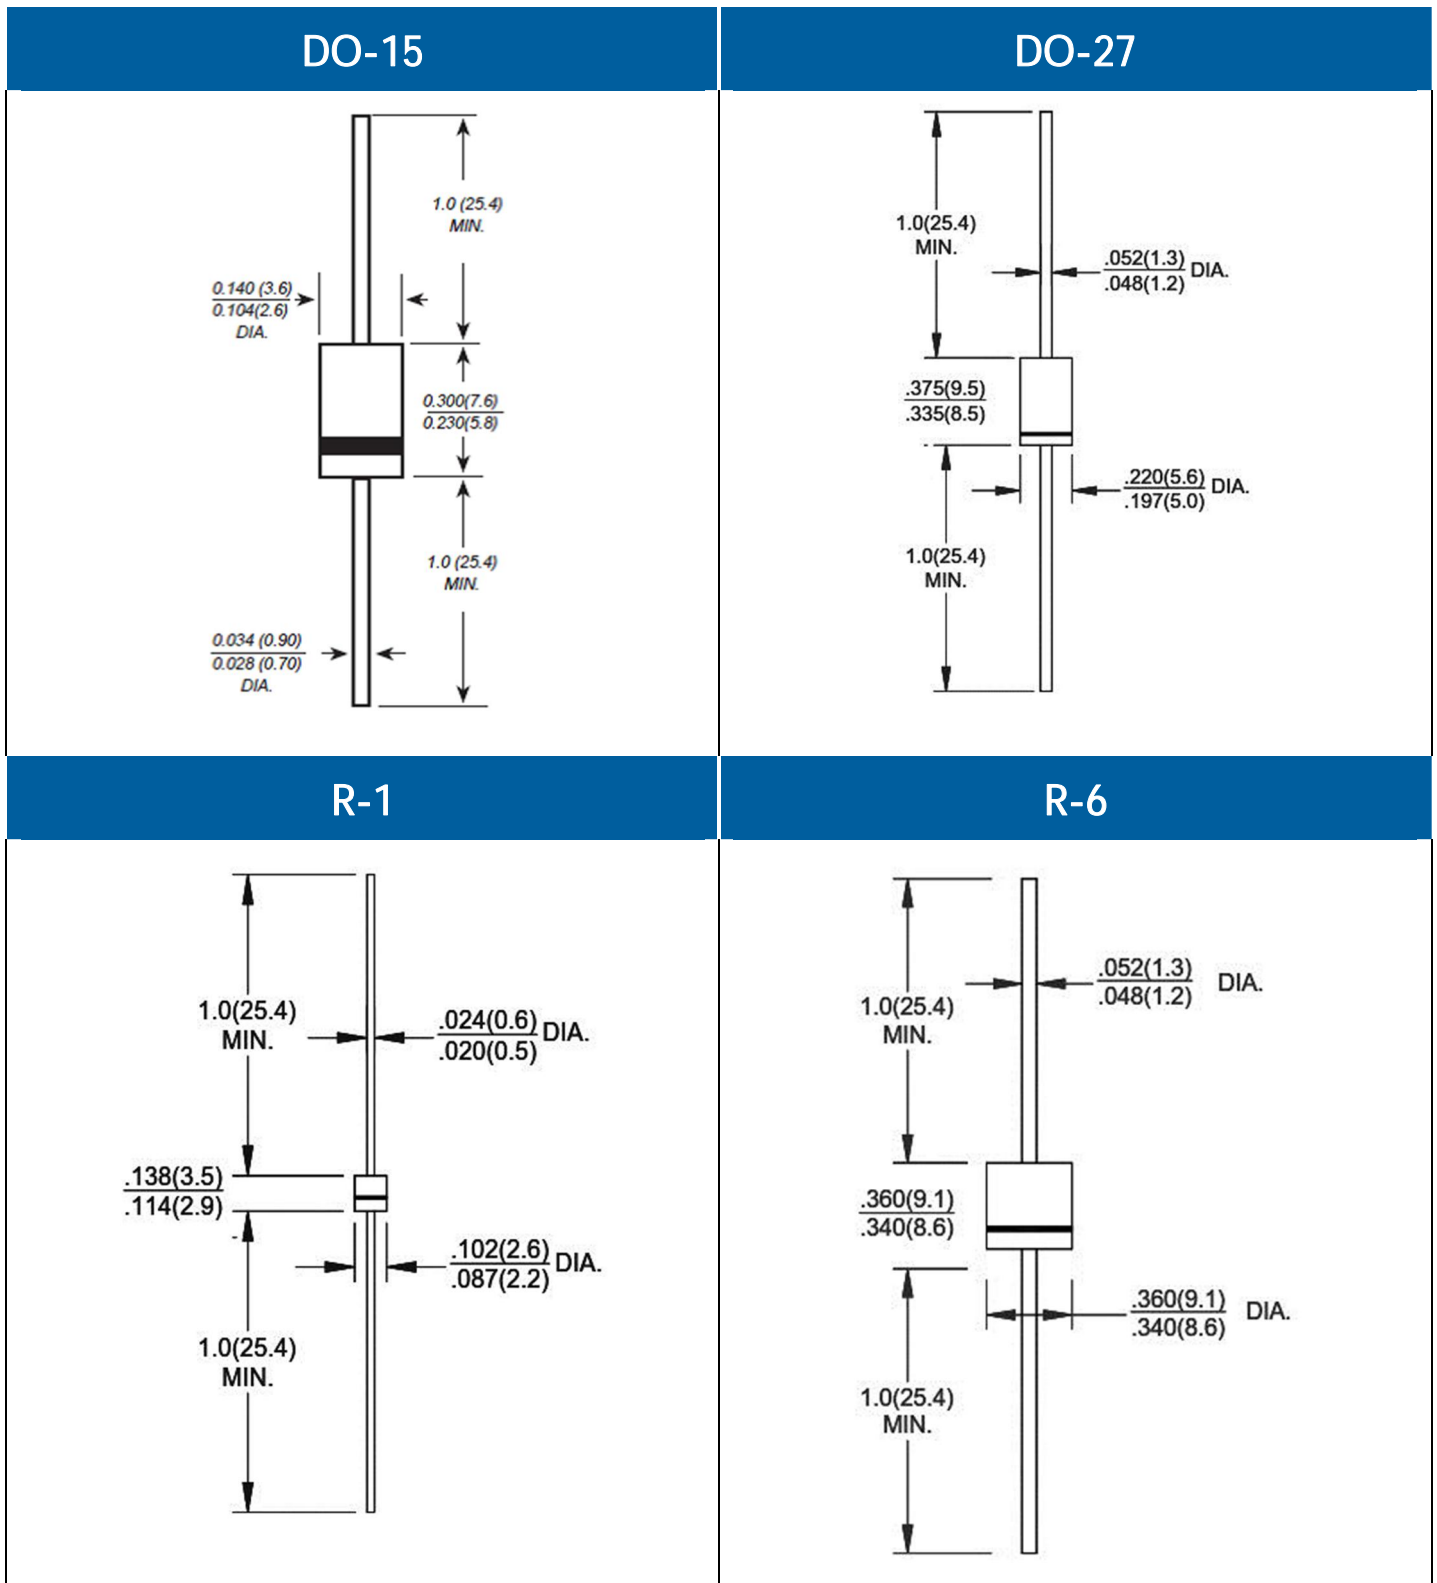 DO-15
DO-27
1.0 (25.4)
MIN.
0.140 (3.6)
0.104(2.6)
DIA.
0.300(7.6)
0.230(5.8)
1.0 (25.4)
MIN.
0.034 (0.90)
0.028 (0.70)
DIA.
1.0(25.4)
MIN.
.052(1.3)
.048(1.2)
DIA.
.375(9.5)
.335(8.5)
.220(5.6)
.197(5.0)
DIA.
1.0(25.4)
MIN.
R-1
R-6
1.0(25.4)
MIN.
.024(0.6)
.020(0.5)
DIA.
.138(3.5)
.114(2.9)
.102(2.6)
.087(2.2)
DIA.
1.0(25.4)
MIN.
.052(1.3)
.048(1.2)
DIA.
1.0(25.4)
MIN.
.360(9.1)
.340(8.6)
.360(9.1)
.340(8.6)
DIA.
1.0(25.4)
MIN.